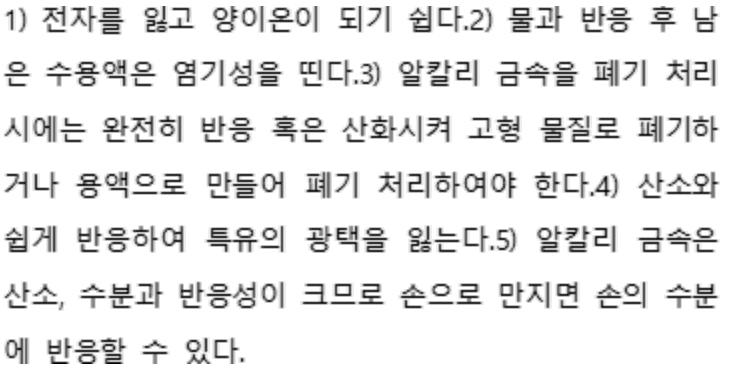 1) 전자를 잃고 양이온이 되기 쉽다.2) 물과 반응 후 남
은 수용액은 염기성을 띤다.3) 알칼리 금속을 폐기 처리
시에는 완전히 반응 혹은 산화시켜 고형 물질로 폐기하
거나 용액으로 만들어 폐기 처리하여야 한다.4) 산소와
쉽게 반응하여 특유의 광택을 잃는다.5) 알칼리 금속은
산소, 수분과 반응성이 크므로 손으로 만지면 손의 수분
에 반응할 수 있다.